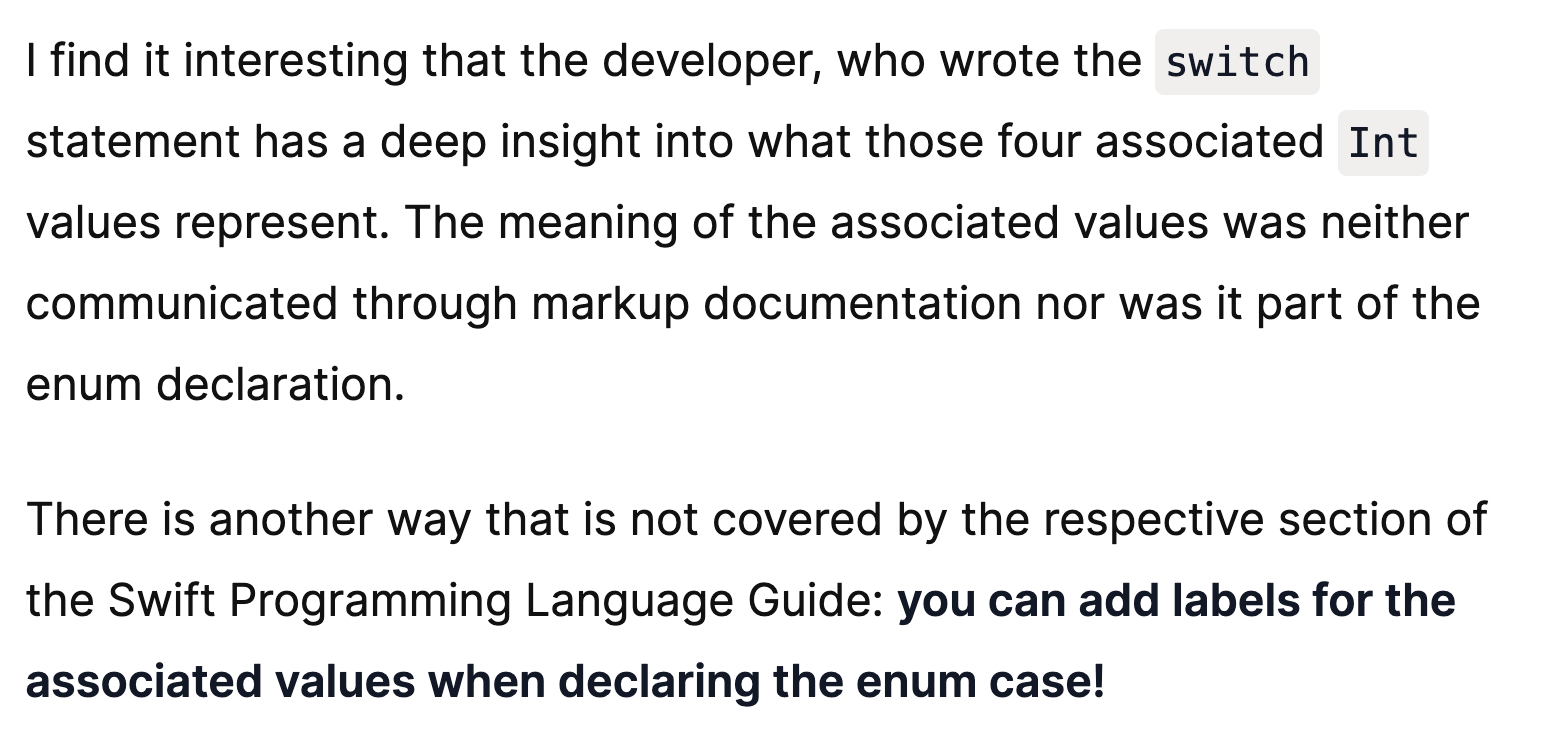 I find it interesting that the developer, who wrote the switch
statement has a deep insight into what those four associated Int
values represent. The meaning of the associated values was neither
communicated through markup documentation nor was it part of the
enum declaration.
There is another way that is not covered by the respective section of
the Swift Programming Language Guide: you can add labels for the
associated values when declaring the enum case!